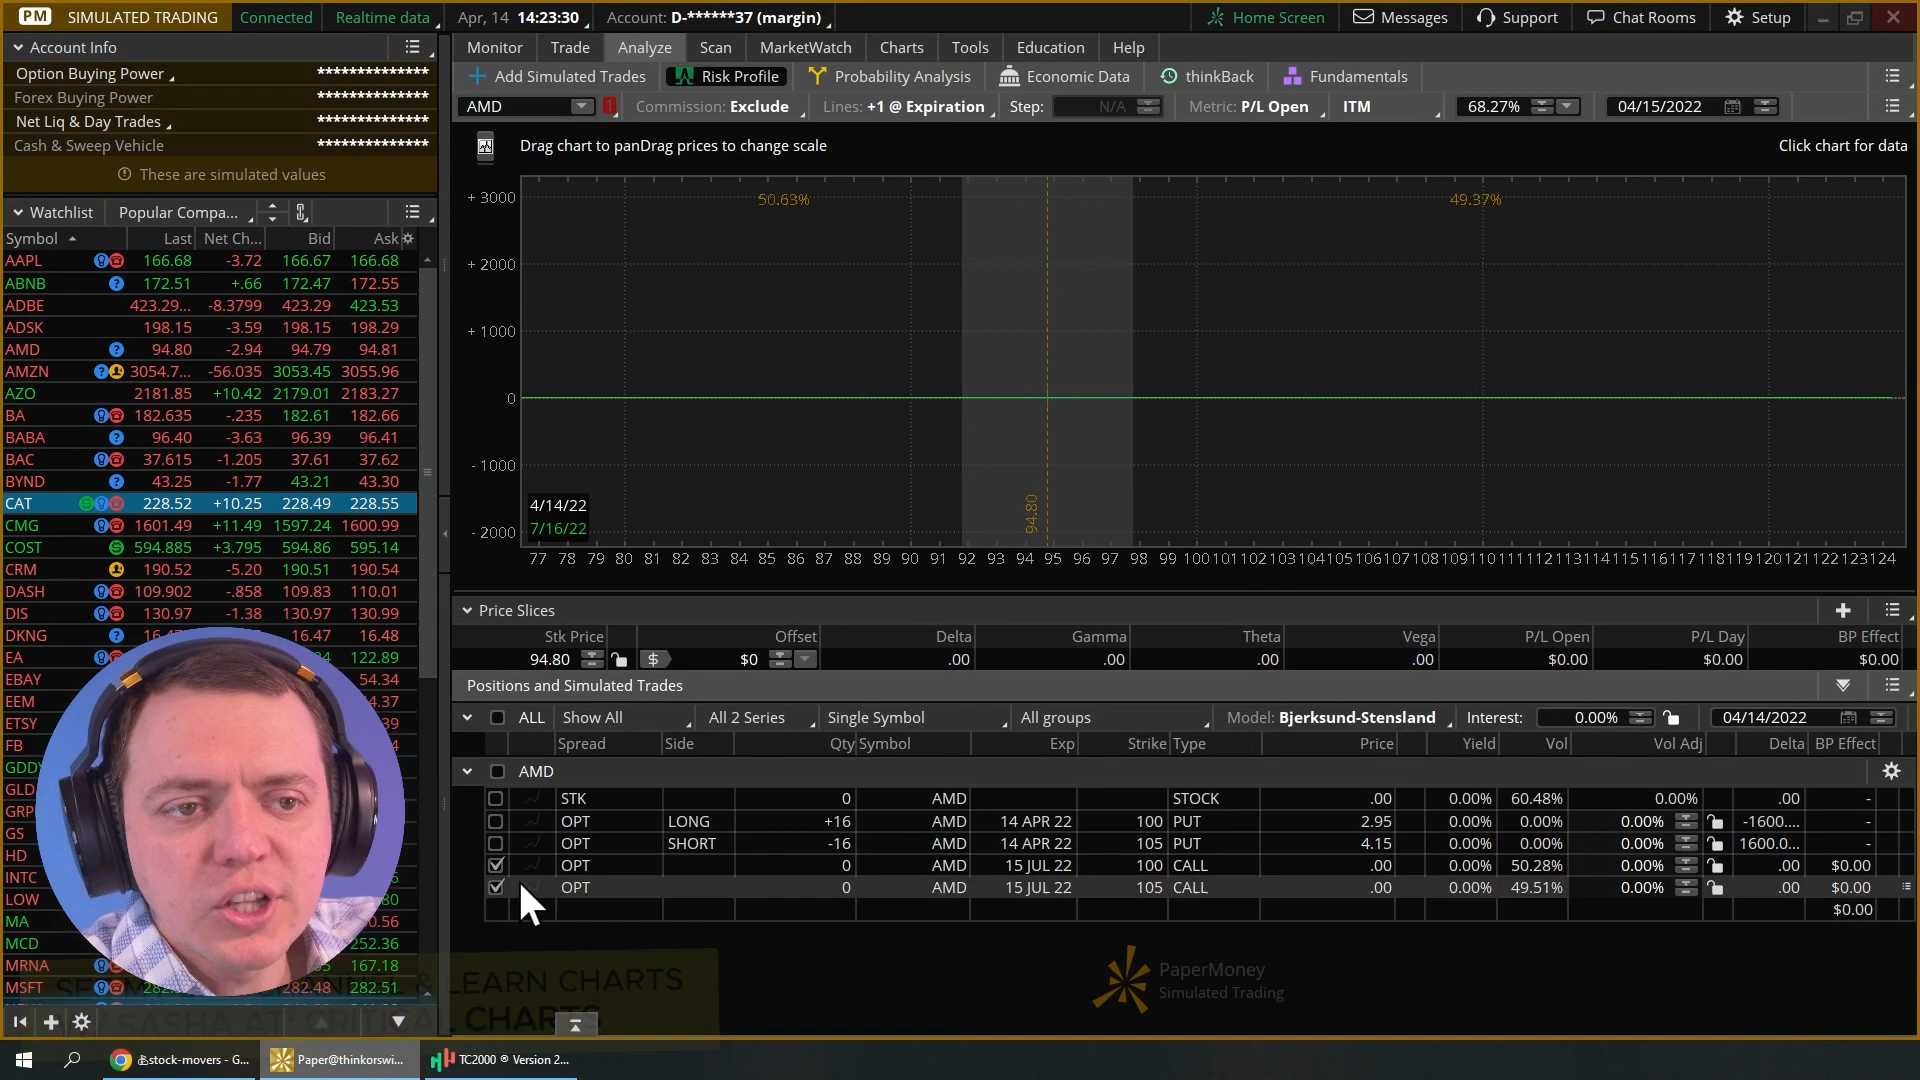 PM SIMULATED TRADING Connected Realtime data Apr, 14 14:23:30 Account: D-******37 (margin) Home Screen Messages Support Chat Rooms Setup
Account Info
Option Buying Power **************
Forex Buying Power **************
Net Liq & Day Trades **************
Cash & Sweep Vehicle **************
These are simulated values
Watchlist Popular Compa...
Symbol Last Net Ch... Bid Ask
AAPL 166.68 -3.72 166.67 166.68
ABNB 172.51 +.66 172.47 172.55
ADBE 423.29... -8.3799 423.29 423.53
ADSK 198.15 -3.59 198.15 198.29
AMD 94.80 -2.94 94.79 94.81
AMZN 3054.7... -56.035 3053.45 3055.96
AZO 2181.85 +10.42 2179.01 2183.27
BA 182.635 -.235 182.61 182.66
BABA 96.40 -3.63 96.39 96.41
BAC 37.615 -1.205 37.61 37.62
BYND 43.25 -1.77 43.21 43.30
CAT 228.52 +10.25 228.49 228.55
CMG 1601.49 +11.49 1597.24 1600.99
COST 594.885 +3.795 594.86 595.14
CRM 190.52 -5.20 190.51 190.54
DASH 109.902 -.858 109.83 110.01
DIS 130.97 -1.38 130.97 130.99
DKNG 16.47 16.48
EA 122.89
EBAY 54.34
EEM
ETSY
FB
GDD
GLD
GRP
GS
HD
INTC
LOW
MA
MCD 252.36
MRNA 167.18
MSFT 282.48 282.51
Monitor Trade Analyze Scan MarketWatch Charts Tools Education Help
Add Simulated Trades Risk Profile Probability Analysis Economic Data thinkBack Fundamentals
AMD 1 Commission: Exclude Lines: +1 @ Expiration Step: N/A Metric: P/L Open ITM 68.27% 04/15/2022
Drag chart to panDrag prices to change scale Click chart for data
+ 3000
+ 2000
+ 1000
0
- 1000
- 2000
50.63% 49.37%
94.80
4/14/22
7/16/22
77 78 79 80 81 82 83 84 85 86 87 88 89 90 91 92 93 94 95 96 97 98 99 100 101 102 103 104 105 106 107 108 109 110 111 112 113 114 115 116 117 118 119 120 121 122 123 124
Price Slices
Stk Price Offset Delta Gamma Theta Vega P/L Open P/L Day BP Effect
94.80 $ $0 .00 .00 .00 .00 $0.00 $0.00 $0.00
Positions and Simulated Trades
ALL Show All All 2 Series Single Symbol All groups Model: Bjerksund-Stensland Interest: 0.00% 04/14/2022
Spread Side Qty Symbol Exp Strike Type Price Yield Vol Vol Adj Delta BP Effect
AMD
STK 0 AMD STOCK .00 0.00% 60.48% 0.00% .00 -
OPT LONG +16 AMD 14 APR 22 100 PUT 2.95 0.00% 0.00% 0.00% -1600.... -
OPT SHORT -16 AMD 14 APR 22 105 PUT 4.15 0.00% 0.00% 0.00% 1600.0... -
OPT 0 AMD 15 JUL 22 100 CALL .00 0.00% 50.28% 0.00% .00 $0.00
OPT 0 AMD 15 JUL 22 105 CALL .00 0.00% 49.51% 0.00% .00 $0.00
$0.00
& LEARN CHARTS
AT: CRITICAL CHARTS
PaperMoney
Simulated Trading
stock-movers - G... Paper@thinkorswi... TC2000 ® Version 2...